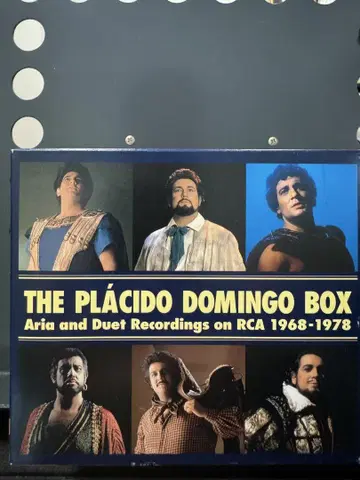 THE PLÁCIDO DOMINGO BOX
Aria and Duet Recordings on RCA 1968-1978